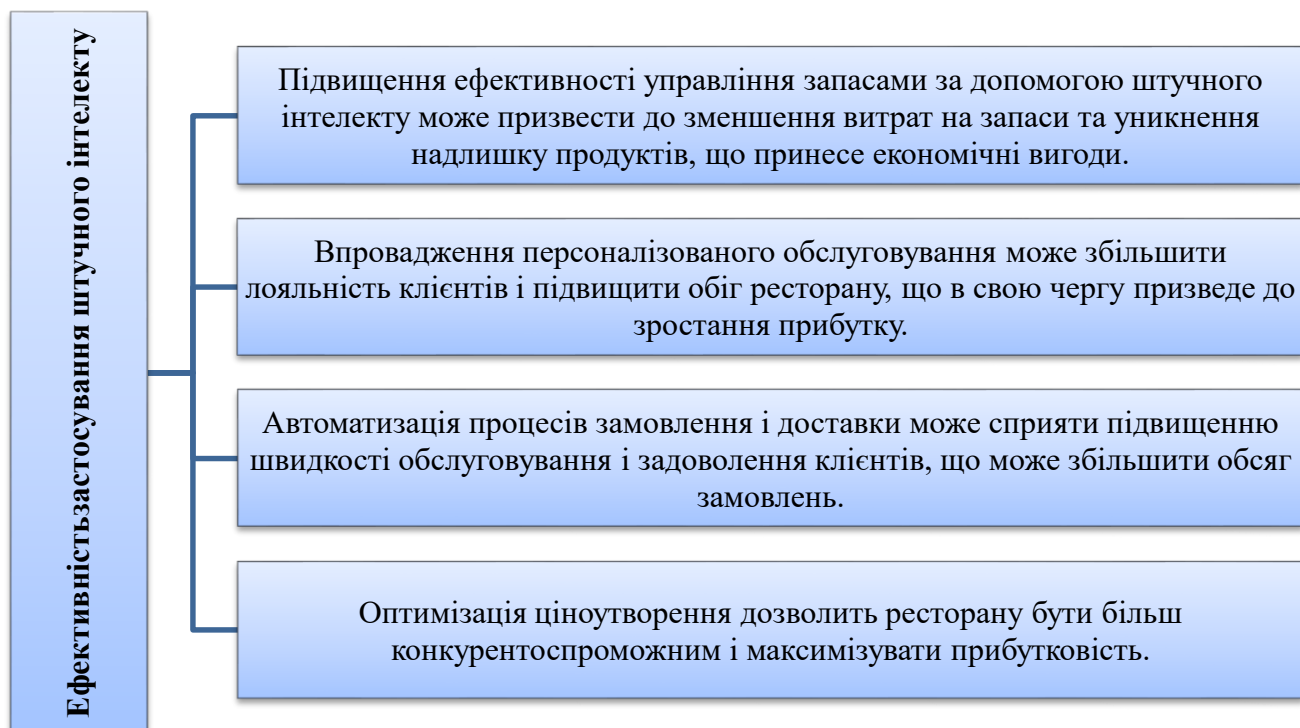 Ефективністьзастосування штучного інтелекту
Підвищення ефективності управління запасами за допомогою штучного
інтелекту може призвести до зменшення витрат на запаси та уникнення
надлишку продуктів, що принесе економічні вигоди.
Впровадження персоналізованого обслуговування може збільшити
лояльність клієнтів і підвищити обіг ресторану, що в свою чергу призведе до
зростання прибутку.
Автоматизація процесів замовлення і доставки може сприяти підвищенню
швидкості обслуговування і задоволення клієнтів, що може збільшити обсяг
замовлень.
Оптимізація ціноутворення дозволить ресторану бути більш
конкурентоспроможним і максимізувати прибутковість.